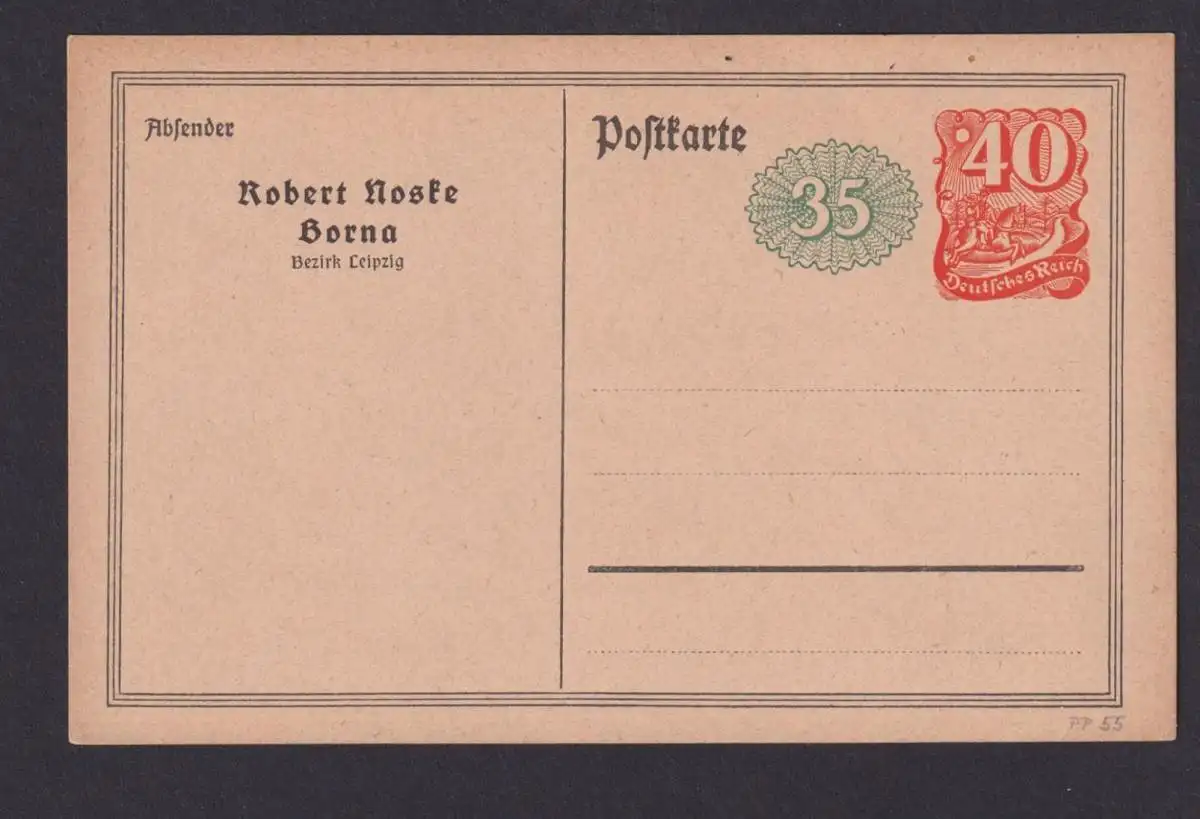 Abſender
Robert Noske
Borna
Bezirk Leipzig
Poſtkarte
35
40
Deutſches Reich
PP 55